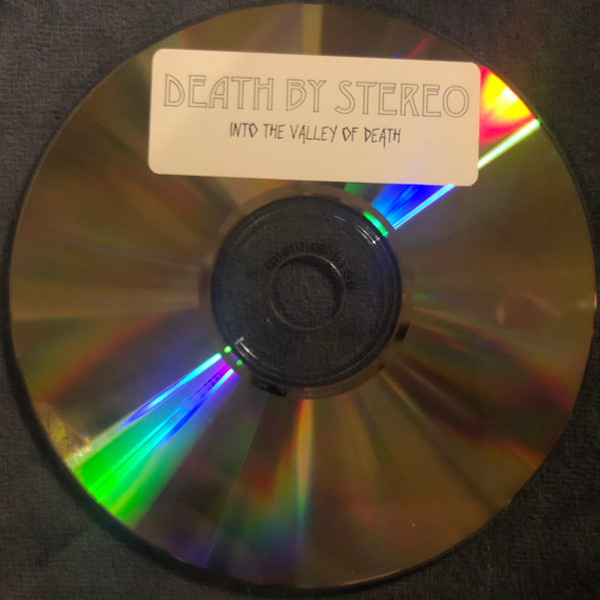 DEATH BY STEREO
INTO THE VALLEY OF DEATH